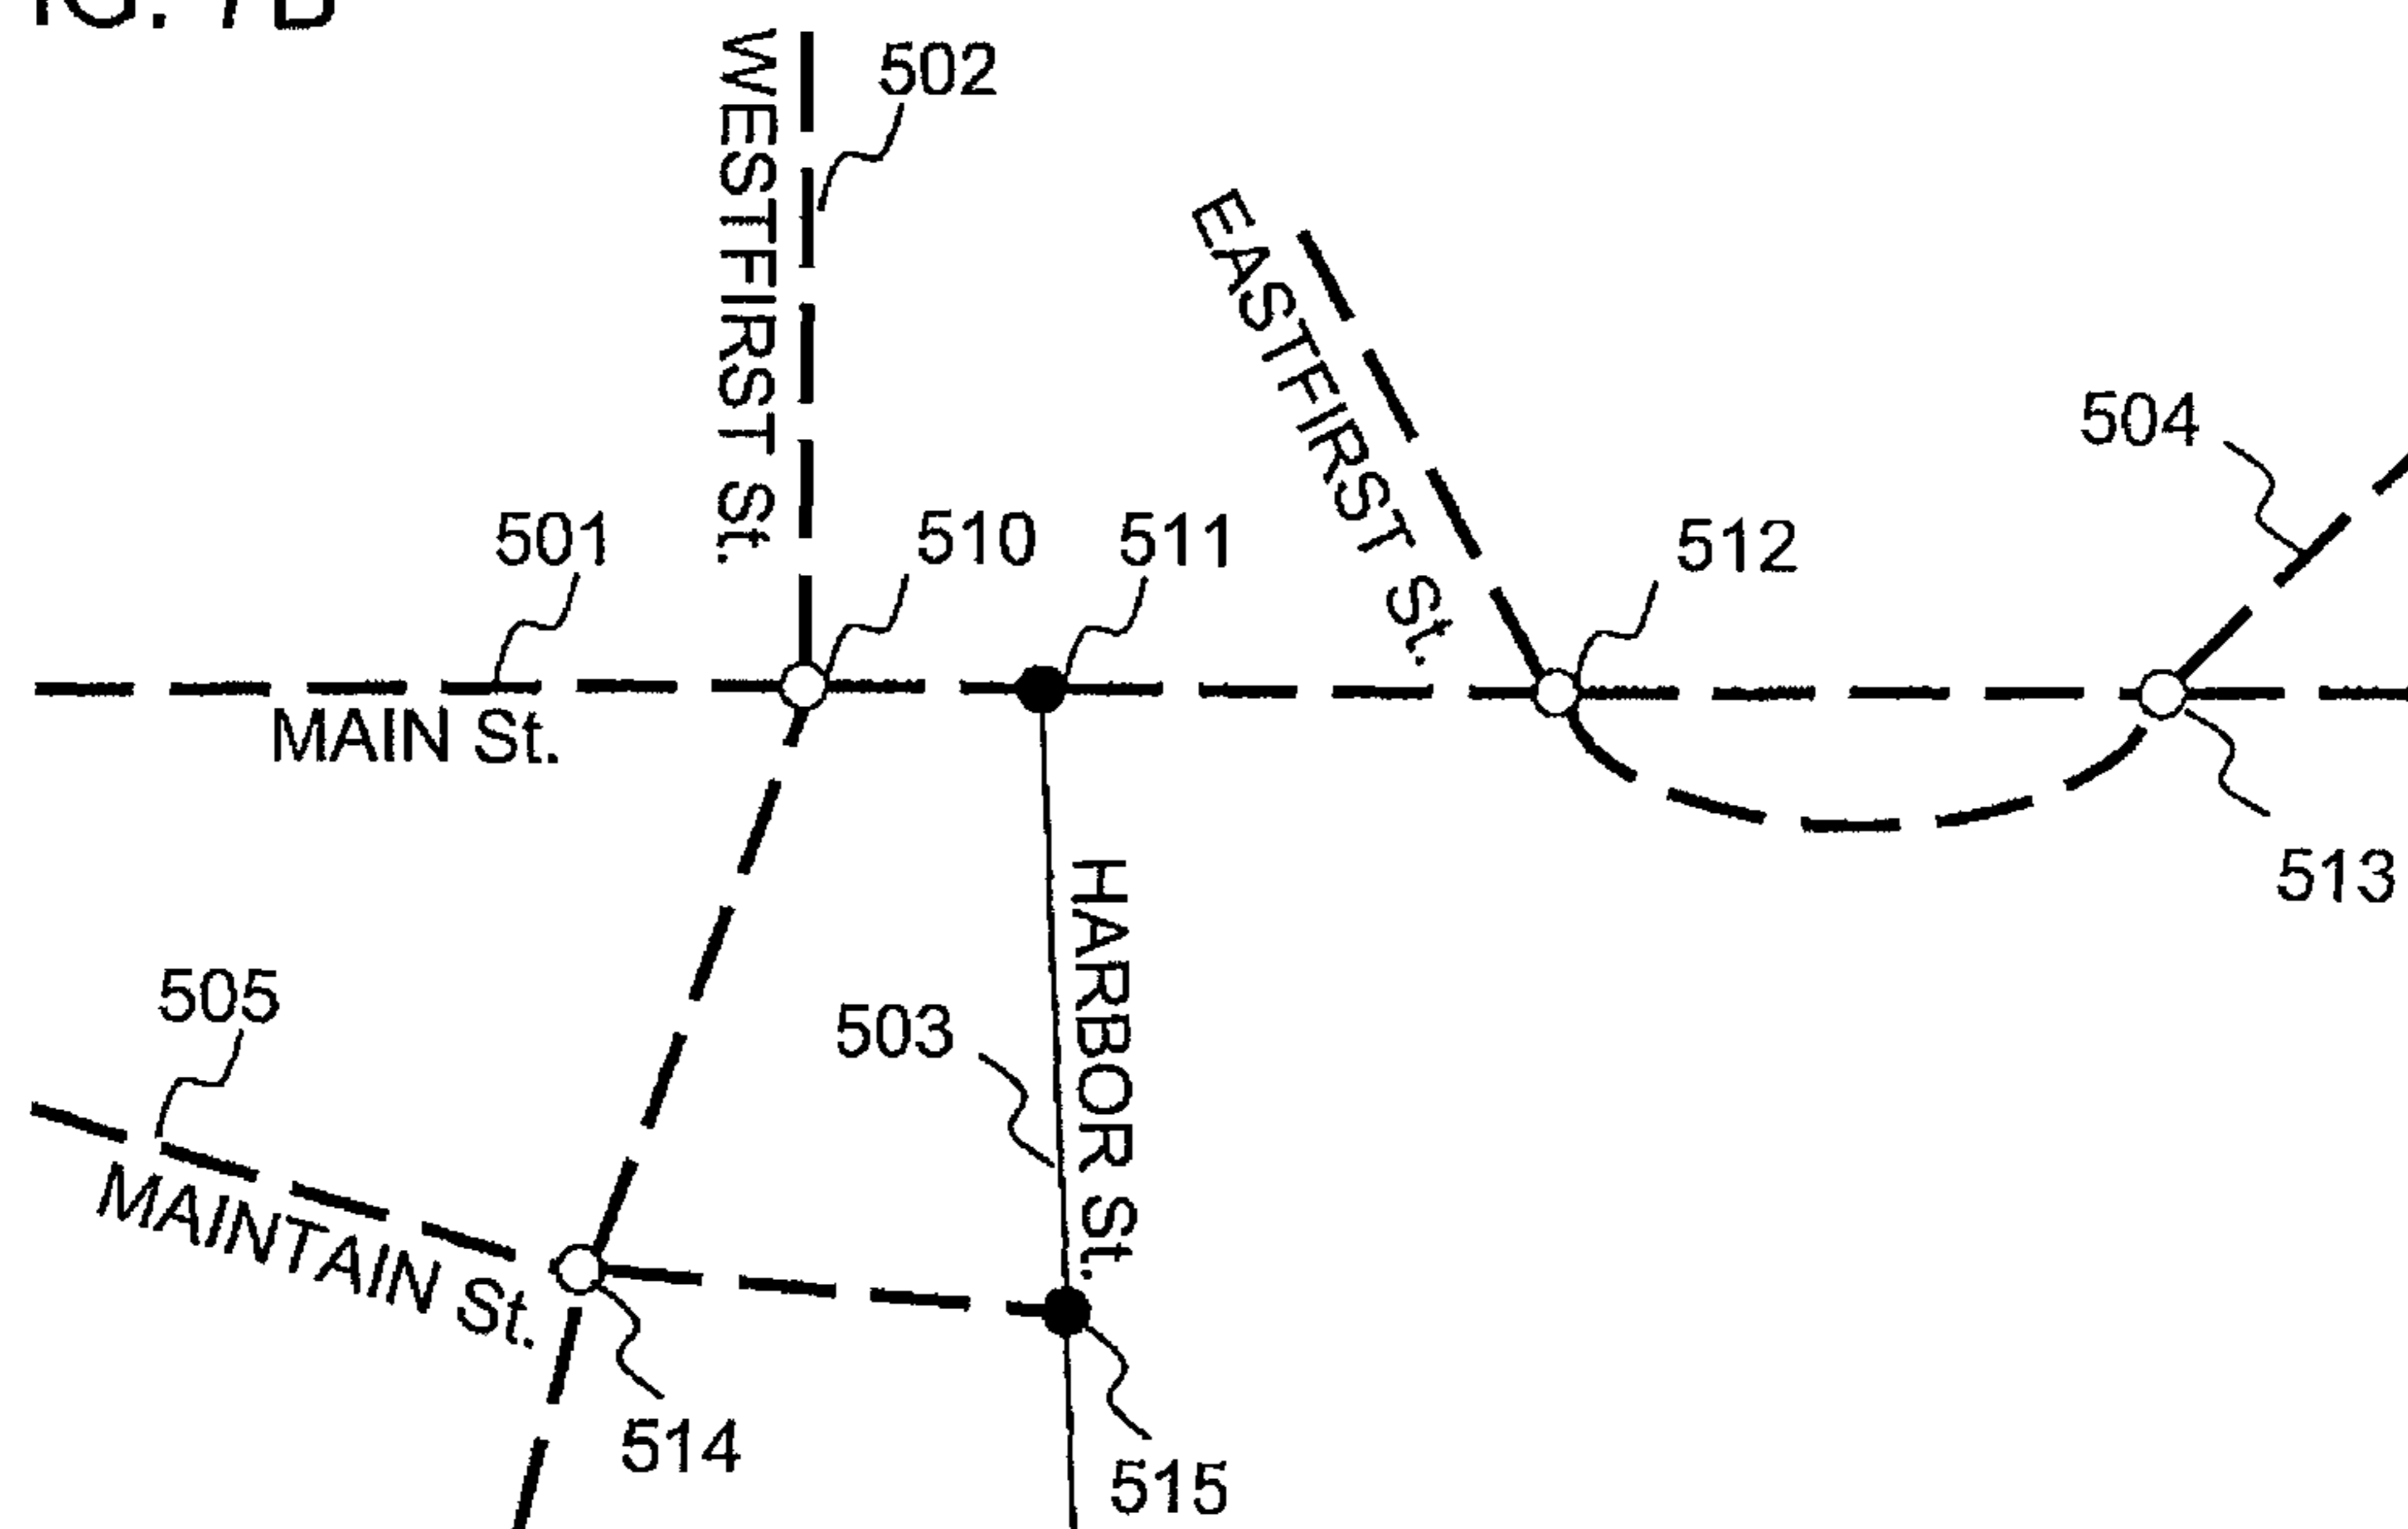 502
WESTFIRST St.
EASTFIRST St.
504
501
510
511
512
MAIN St.
513
HARBOR St.
505
503
MAINTAIN St.
514
515